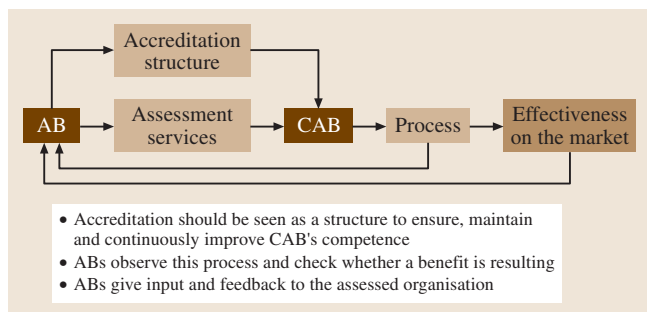 Accreditation
structure
AB
Assessment
services
CAB
Process
Effectiveness
on the market
• Accreditation should be seen as a structure to ensure, maintain
and continuously improve CAB's competence
• ABs observe this process and check whether a benefit is resulting
• ABs give input and feedback to the assessed organisation